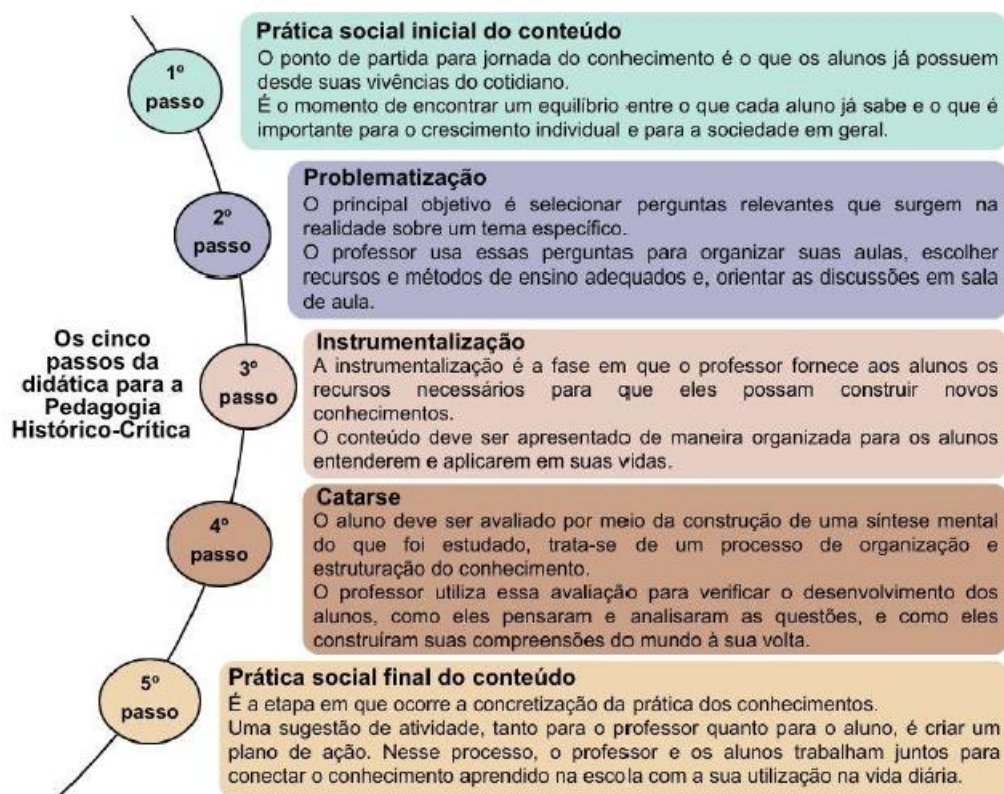 Os cinco
passos da
didática para a
Pedagogia
Histórico-Crítica
1º
passo
Prática social inicial do conteúdo
O ponto de partida para jornada do conhecimento é o que os alunos já possuem
desde suas vivências do cotidiano.
É o momento de encontrar um equilíbrio entre o que cada aluno já sabe e o que é
importante para o crescimento individual e para a sociedade em geral.
2º
passo
Problematização
O principal objetivo é selecionar perguntas relevantes que surgem na
realidade sobre um tema específico.
O professor usa essas perguntas para organizar suas aulas, escolher
recursos e métodos de ensino adequados e, orientar as discussões em sala
de aula.
3º
passo
Instrumentalização
A instrumentalização é a fase em que o professor fornece aos alunos os
recursos necessários para que eles possam construir novos
conhecimentos.
O conteúdo deve ser apresentado de maneira organizada para os alunos
entenderem e aplicarem em suas vidas.
4º
passo
Catarse
O aluno deve ser avaliado por meio da construção de uma síntese mental
do que foi estudado, trata-se de um processo de organização e
estruturação do conhecimento.
O professor utiliza essa avaliação para verificar o desenvolvimento dos
alunos, como eles pensaram e analisaram as questões, e como eles
construíram suas compreensões do mundo à sua volta.
5º
passo
Prática social final do conteúdo
É a etapa em que ocorre a concretização da prática dos conhecimentos.
Uma sugestão de atividade, tanto para o professor quanto para o aluno, é criar um
plano de ação. Nesse processo, o professor e os alunos trabalham juntos para
conectar o conhecimento aprendido na escola com a sua utilização na vida diária.